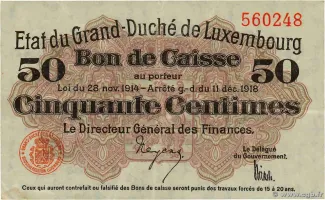 560248
Etat du Grand-Duché de Luxembourg
50 Bon de Caisse 50
au porteur
Loi du 28 nov. 1914-Arrêté g.-d. du 11 déc. 1918
Cinquante Centimes
Le Directeur Général des Finances,
Le Délégué
du Gouvernement,
Ceux qui auront contrefait ou falsifié des Bons de caisse seront punis des travaux forcés de 15 à 20 ans.